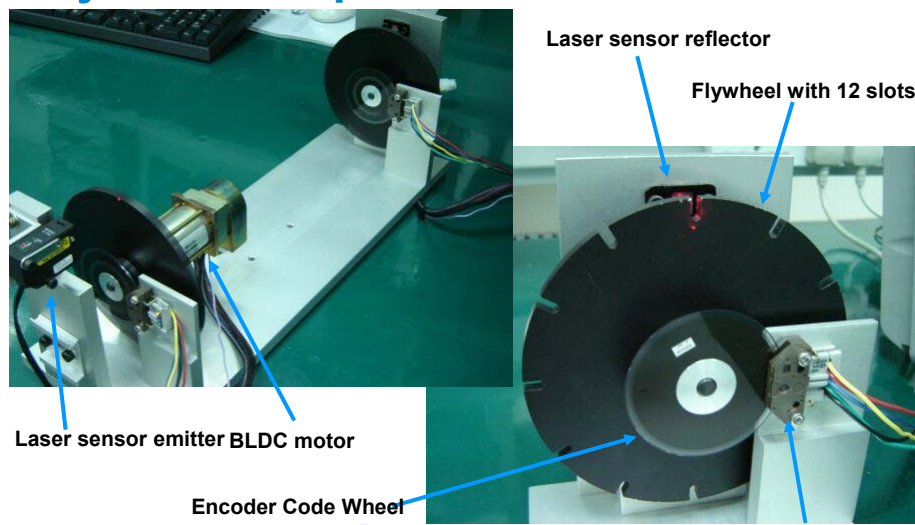 Laser sensor reflector
Flywheel with 12 slots
Laser sensor emitter
BLDC motor
Encoder Code Wheel